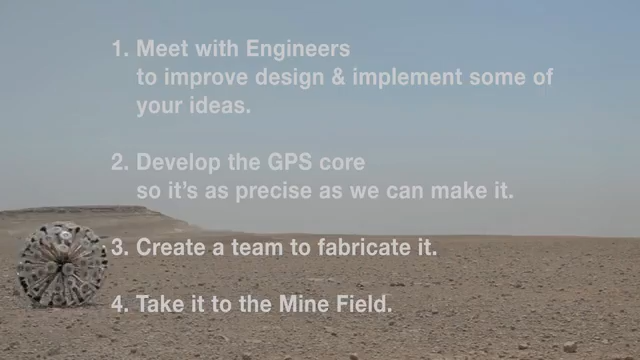 1. Meet with Engineers
to improve design & implement some of
your ideas.
2. Develop the GPS core
so it's as precise as we can make it.
3. Create a team to fabricate it.
4. Take it to the Mine Field.